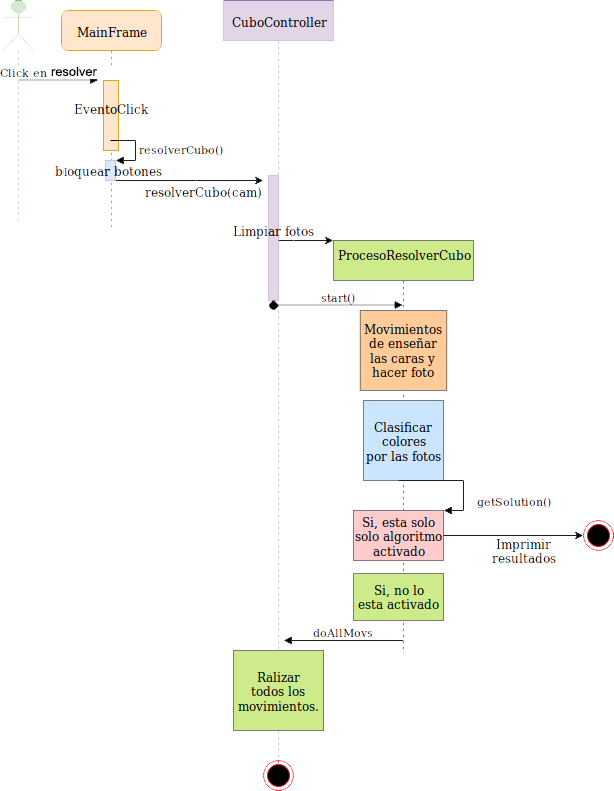 MainFrame
CuboController
Click en resolver
EventoClick
resolverCubo()
bloquear botones
resolverCubo(cam)
Limpiar fotos
ProcesoResolverCubo
start()
Movimientos
de enseñar
las caras y
hacer foto
Clasificar
colores
por las fotos
getSolution()
Si, esta solo
solo algoritmo
activado
Imprimir
resultados
Si, no lo
esta activado
doAllMovs
Ralizar
todos los
movimientos.